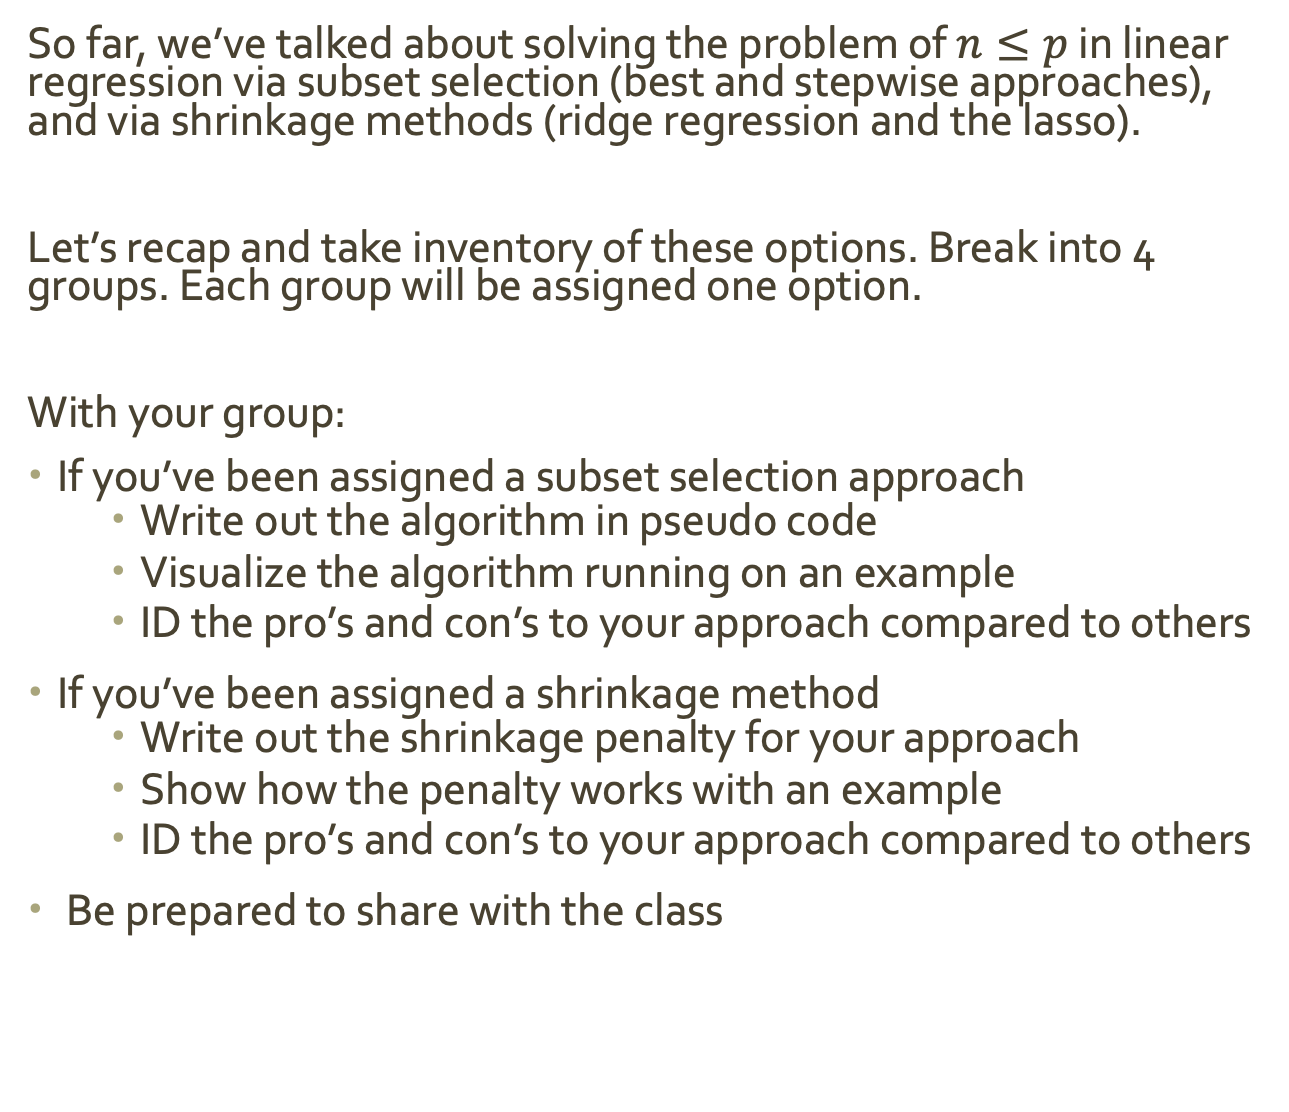 So far, we’ve talked about solving the problem of n ≤ p in linear
regression via subset selection (best and stepwise approaches),
and via shrinkage methods (ridge regression and the lasso).
Let’s recap and take inventory of these options. Break into 4
groups. Each group will be assigned one option.
With your group:
• If you’ve been assigned a subset selection approach
• Write out the algorithm in pseudo code
• Visualize the algorithm running on an example
• ID the pro’s and con’s to your approach compared to others
• If you’ve been assigned a shrinkage method
• Write out the shrinkage penalty for your approach
• Show how the penalty works with an example
• ID the pro’s and con’s to your approach compared to others
• Be prepared to share with the class